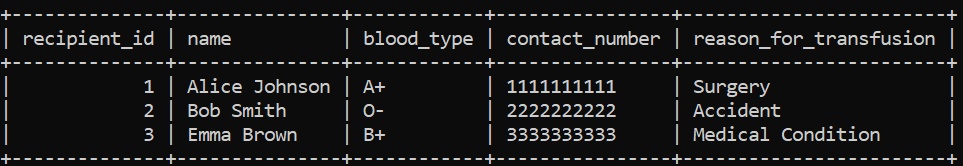 +--------------+---------------+------------+----------------+------------------------+
| recipient_id | name          | blood_type | contact_number | reason_for_transfusion |
+--------------+---------------+------------+----------------+------------------------+
|            1 | Alice Johnson | A+         | 1111111111     | Surgery                |
|            2 | Bob Smith     | O-         | 2222222222     | Accident               |
|            3 | Emma Brown    | B+         | 3333333333     | Medical Condition      |
+--------------+---------------+------------+----------------+------------------------+